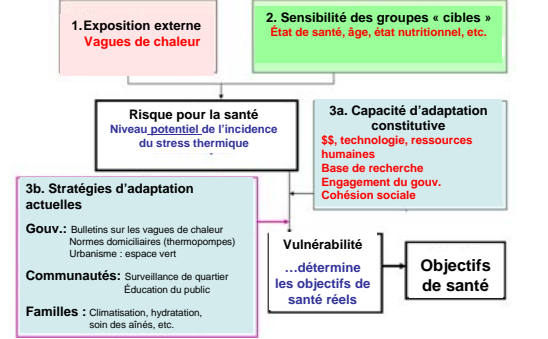 1.Exposition externe
Vagues de chaleur
2. Sensibilité des groupes « cibles »
État de santé, âge, état nutritionnel, etc.
Risque pour la santé
Niveau potentiel de l'incidence
du stress thermique
3a. Capacité d'adaptation
constitutive
$$, technologie, ressources
humaines
Base de recherche
Engagement du gouv.
Cohésion sociale
3b. Stratégies d'adaptation
actuelles
Gouv.: Bulletins sur les vagues de chaleur
Normes domiciliaires (thermopompes)
Urbanisme : espace vert
Communautés: Surveillance de quartier
Éducation du public
Familles : Climatisation, hydratation,
soin des aînés, etc.
Vulnérabilité
…détermine
les objectifs de
santé réels
Objectifs
de santé